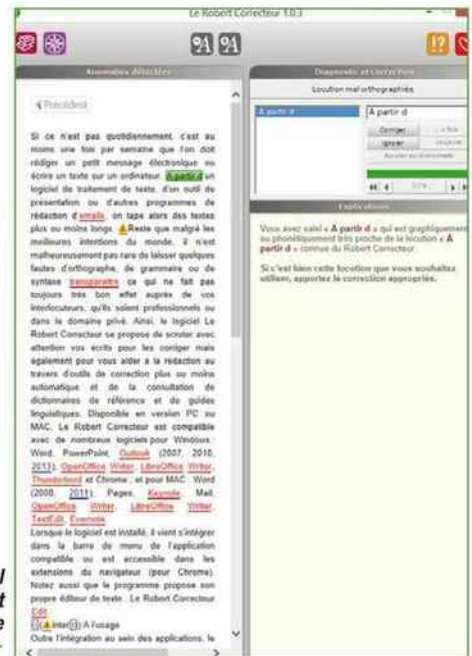 Le Robert Correcteur 1.0.3
Anomalies détectées
Précédent
Si ce n'est pas quotidiennement, c'est au
moins une fois par semaine que l'on doit
rédiger un petit message électronique ou
écrire un texte sur un ordinateur. A partir d'un
logiciel de traitement de texte, d'un outil de
présentation ou d'autres programmes de
rédaction d'emails, on tape alors des textes
plus ou moins longs. Reste que malgré les
meilleures intentions du monde, il n'est
malheureusement pas rare de laisser quelques
fautes d'orthographe, de grammaire ou de
syntaxe transparaitre ce qui ne fait pas
toujours très bon effet auprès de vos
interlocuteurs, qu'ils soient professionnels ou
dans le domaine privé. Ainsi, le logiciel Le
Robert Correcteur se propose de scruter avec
attention vos écrits pour les corriger mais
également pour vous aider à la rédaction au
travers d'outils de correction plus ou moins
automatique et de la consultation de
dictionnaires de référence et de guides
linguistiques. Disponible en version PC ou
MAC, Le Robert Correcteur est compatible
avec de nombreux logiciels pour Windows :
Word, PowerPoint, Outlook (2007, 2010,
2013), OpenOffice Writer, LibreOffice Writer,
Thunderbird et Chrome ; et pour MAC : Word
(2008, 2011), Pages, Keynote, Mail,
OpenOffice Writer, LibreOffice Writer,
TextEdit, Evernote.
Lorsque le logiciel est installé, il vient s'intégrer
dans la barre de menu de l'application
compatible ou est accessible dans les
extensions du navigateur (pour Chrome).
Notez aussi que le programme propose son
propre éditeur de texte : Le Robert Correcteur
Edit.
inter A l'usage
Outre l'intégration au sein des applications, le
Diagnostic et correction
Locution mal orthographiée
A partir d
À partir d
Corriger
Ignorer
Explications
Vous avez saisi « A partir d » qui est graphiquement
ou phonétiquement très proche de la locution « À
partir d » connue du Robert Correcteur.
Si c'est bien cette locution que vous souhaitez
utiliser, apportez la correction appropriée.